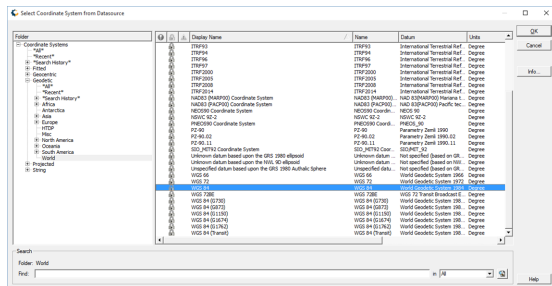 Select Coordinate System from Datasource
Folder
Coordinate Systems
*All*
*Recent*
*Search History*
Fitted
Geocentric
Geodetic
*All*
*Recent*
*Search History*
Africa
Antarctica
Asia
Europe
HTDP
Misc
North America
Oceania
South America
World
Projected
String
Display Name Name Datum Units
ITRF93 ITRF93 International Terrestrial Ref... Degree
ITRF94 ITRF94 International Terrestrial Ref... Degree
ITRF96 ITRF96 International Terrestrial Ref... Degree
ITRF97 ITRF97 International Terrestrial Ref... Degree
ITRF2000 ITRF2000 International Terrestrial Ref... Degree
ITRF2005 ITRF2005 International Terrestrial Ref... Degree
ITRF2008 ITRF2008 International Terrestrial Ref... Degree
ITRF2014 ITRF2014 International Terrestrial Ref... Degree
NAD83 (MARP00) Coordinate System NAD83 (MARP00)... NAD 83(MARP00) Mariana t... Degree
NAD83 (PACP00) Coordinate System NAD83 (PACP00)... NAD 83(PACP00) Pacific tec... Degree
NEOS90 Coordinate System NEOS90 Coordin... NEOS 90 Degree
NSWC 9Z-2 NSWC 9Z-2 NSWC 9Z-2 Degree
PNEOS90 Coordinate System PNEOS90 Coordi... PNEOS_90 Degree
PZ-90 PZ-90 Parametry Zemli 1990 Degree
PZ-90.02 PZ-90.02 Parametry Zemli 1990.02 Degree
PZ-90.11 PZ-90.11 Parametry Zemli 1990.11 Degree
SIO_MIT92 Coordinate System SIO_MIT92 Coor... SIO/MIT_92 Degree
Unknown datum based upon the GRS 1980 ellipsoid Unknown datum ... Not specified (based on GR... Degree
Unknown datum based upon the NWL 9D ellipsoid Unknown datum ... Not specified (based on NW... Degree
Unspecified datum based upon the GRS 1980 Authalic Sphere Unspecified datu... Not specified (based on GR... Degree
WGS 66 WGS 66 World Geodetic System 1966 Degree
WGS 72 WGS 72 World Geodetic System 1972 Degree
WGS 84 WGS 84 World Geodetic System 1984 Degree
WGS 72BE WGS 72BE WGS 72 Transit Broadcast E... Degree
WGS 84 (G730) WGS 84 (G730) World Geodetic System 198... Degree
WGS 84 (G873) WGS 84 (G873) World Geodetic System 198... Degree
WGS 84 (G1150) WGS 84 (G1150) World Geodetic System 198... Degree
WGS 84 (G1674) WGS 84 (G1674) World Geodetic System 198... Degree
WGS 84 (G1762) WGS 84 (G1762) World Geodetic System 198... Degree
WGS 84 (Transit) WGS 84 (Transit) World Geodetic System 198... Degree
OK
Cancel
Info...
Search
Folder: World
Find: in All
Help